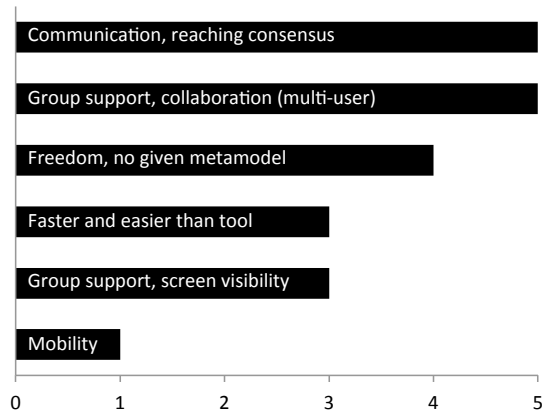 Communication, reaching consensus
Group support, collaboration (multi-user)
Freedom, no given metamodel
Faster and easier than tool
Group support, screen visibility
Mobility
0 1 2 3 4 5